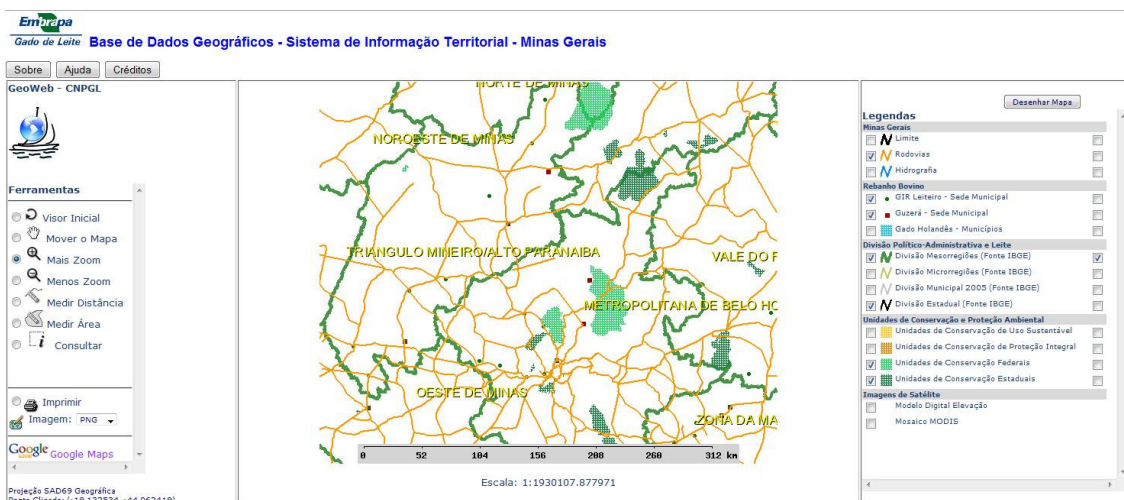 Embrapa
Gado de Leite
Base de Dados Geográficos - Sistema de Informação Territorial - Minas Gerais
Sobre
Ajuda
Créditos
GeoWeb - CNPGL
Ferramentas
Visor Inicial
Mover o Mapa
Mais Zoom
Menos Zoom
Medir Distância
Medir Área
Consultar
Imprimir
Imagem: PNG
Google Google Maps
Projeção SAD69 Geográfica
Ponto Clicado: (-19.132534, -44.062418)
NORTE DE MINAS
NOROESTE DE MINAS
TRIANGULO MINEIRO/ALTO PARANAIBA
VALE DO
METROPOLITANA DE BELO HO
OESTE DE MINAS
ZONA DA MA
0 52 104 156 208 260 312 km
Escala: 1:1930107.877971
Desenhar Mapa
Legendas
Minas Gerais
Limite
Rodovias
Hidrografia
Rebanho Bovino
GIR Leiteiro - Sede Municipal
Guzerá - Sede Municipal
Gado Holandês - Municípios
Divisão Político-Administrativa e Leite
Divisão Mesorregiões (Fonte IBGE)
Divisão Microrregiões (Fonte IBGE)
Divisão Municipal 2005 (Fonte IBGE)
Divisão Estadual (Fonte IBGE)
Unidades de Conservação e Proteção Ambiental
Unidades de Conservação de Uso Sustentável
Unidades de Conservação de Proteção Integral
Unidades de Conservação Federais
Unidades de Conservação Estaduais
Imagens de Satélite
Modelo Digital Elevação
Mosaico MODIS